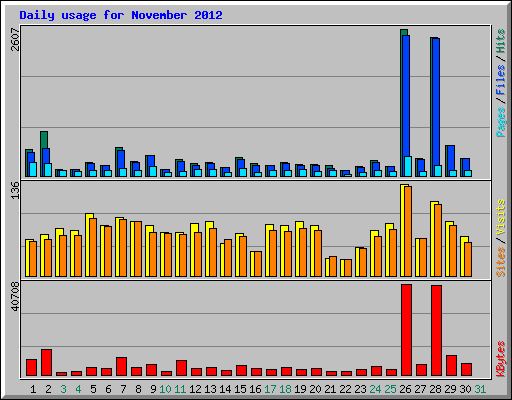 Daily usage for November 2012
2607
Pages / Files / Hits
136
Sites / Visits
40708
KBytes
1 2 3 4 5 6 7 8 9 10 11 12 13 14 15 16 17 18 19 20 21 22 23 24 25 26 27 28 29 30 31